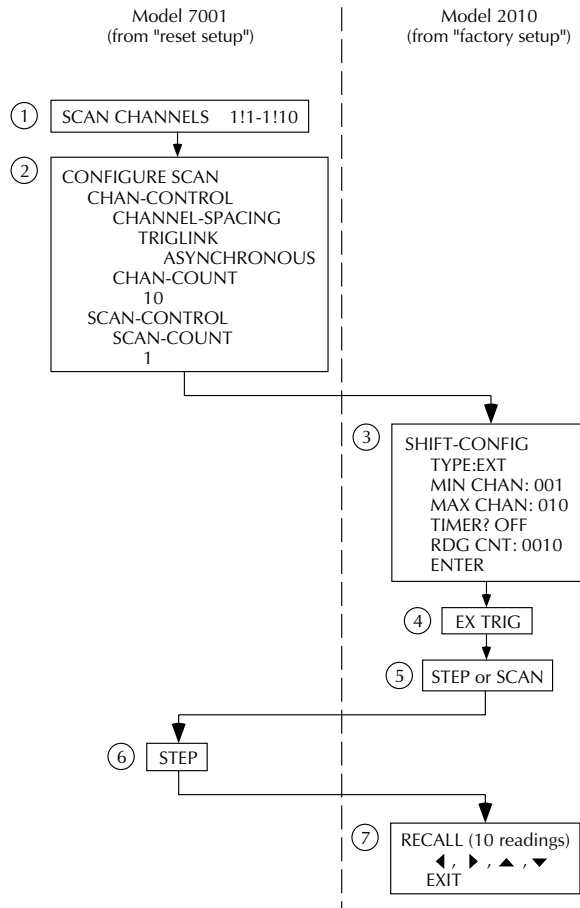 Model 7001
(from "reset setup")
Model 2010
(from "factory setup")
1
SCAN CHANNELS 1!1-1!10
2
CONFIGURE SCAN
CHAN-CONTROL
CHANNEL-SPACING
TRIGLINK
ASYNCHRONOUS
CHAN-COUNT
10
SCAN-CONTROL
SCAN-COUNT
1
3
SHIFT-CONFIG
TYPE:EXT
MIN CHAN: 001
MAX CHAN: 010
TIMER? OFF
RDG CNT: 0010
ENTER
4
EX TRIG
5
STEP or SCAN
6
STEP
7
RECALL (10 readings)
◀ , ▶ , ▲ , ▼
EXIT